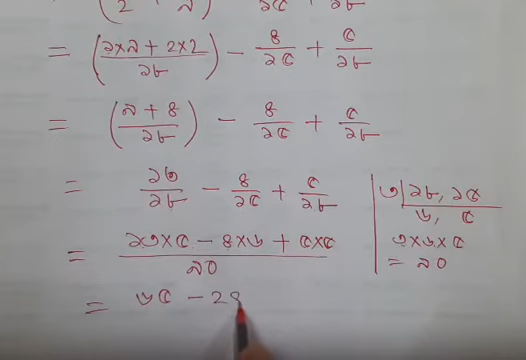 = (২×৯ + ২×২ / ১৮) − ৪/১৫ + ৫/১৮
= (৯ + ৪ / ১৮) − ৪/১৫ + ৫/১৮
= ১৩/১৮ − ৪/১৫ + ৫/১৮
= ১৩×৫ − ৪×৬ + ৫×৫ / ৯০
= ৬৫ − ২৪
৩ | ১৮, ১৫
৬, ৫
৩×৬×৫
= ৯০